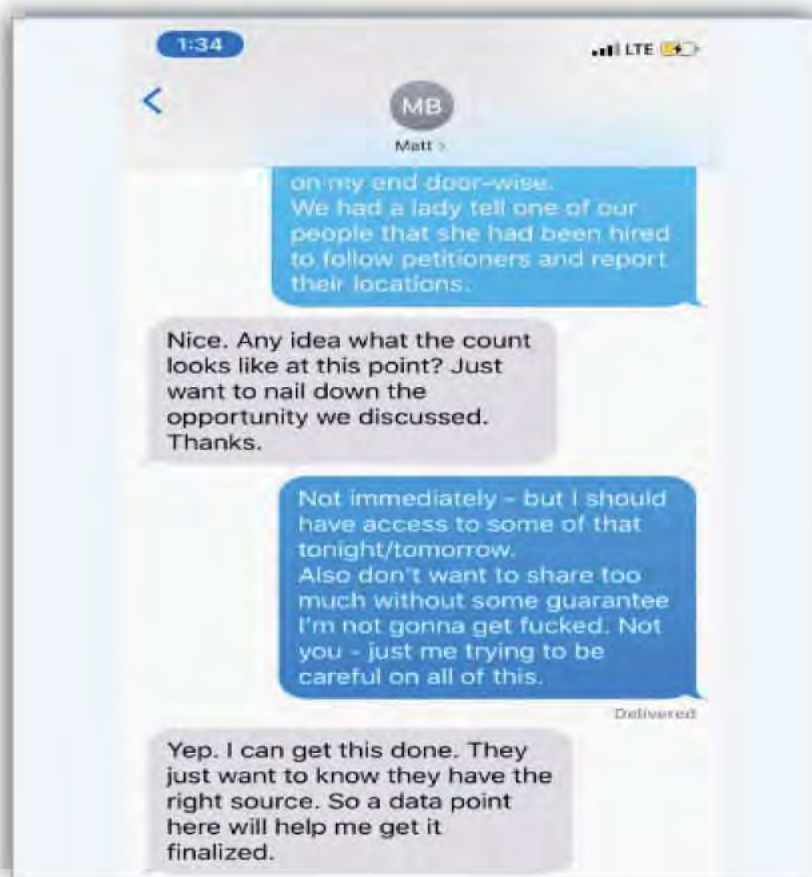 1:34
LTE
MB
Matt >
on my end door-wise.
We had a lady tell one of our
people that she had been hired
to follow petitioners and report
their locations.
Nice. Any idea what the count
looks like at this point? Just
want to nail down the
opportunity we discussed.
Thanks.
Not immediately - but I should
have access to some of that
tonight/tomorrow.
Also don't want to share too
much without some guarantee
I'm not gonna get fucked. Not
you - just me trying to be
careful on all of this.
Delivered
Yep. I can get this done. They
just want to know they have the
right source. So a data point
here will help me get it
finalized.